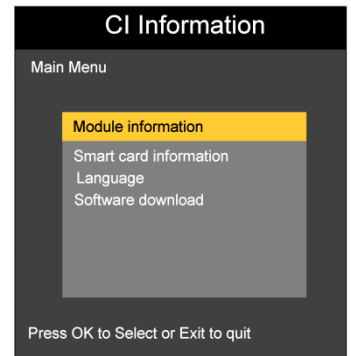 CI Information
Main Menu
Module information
Smart card information
Language
Software download
Press OK to Select or Exit to quit